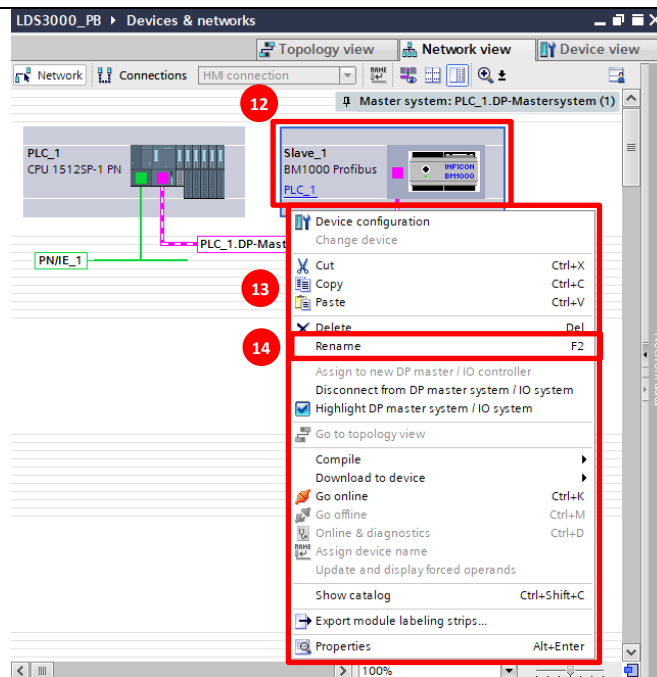 LDS3000_PB ▸ Devices & networks
Topology view
Network view
Device view
Network
Connections
HMI connection
12
Master system: PLC_1.DP-Mastersystem (1)
PLC_1
CPU 1512SP-1 PN
Slave_1
BM1000 Profibus
PLC_1
INFICON
BM1000
PLC_1.DP-Mast
PN/IE_1
Device configuration
Change device
Cut Ctrl+X
13
Copy Ctrl+C
Paste Ctrl+V
Delete Del
14
Rename F2
Assign to new DP master / IO controller
Disconnect from DP master system / IO system
Highlight DP master system / IO system
Go to topology view
Compile
Download to device
Go online Ctrl+K
Go offline Ctrl+M
Online & diagnostics Ctrl+D
Assign device name
Update and display forced operands
Show catalog Ctrl+Shift+C
Export module labeling strips...
Properties Alt+Enter
100%